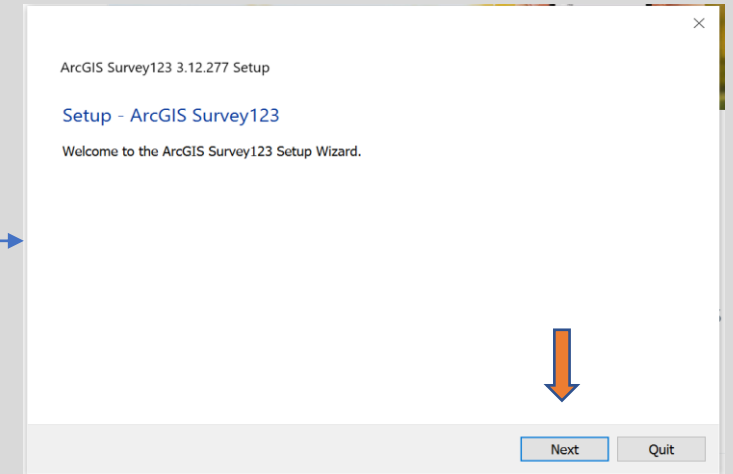 ArcGIS Survey123 3.12.277 Setup
Setup - ArcGIS Survey123
Welcome to the ArcGIS Survey123 Setup Wizard.
Next Quit